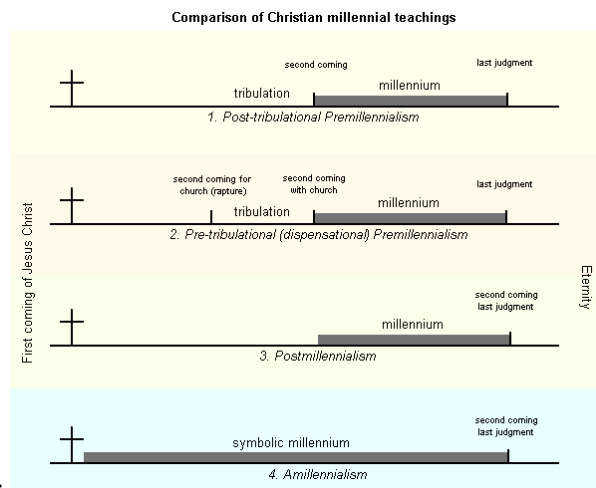 Comparison of Christian millennial teachings
First coming of Jesus Christ
second coming
last judgment
tribulation
millennium
1. Post-tribulational Premillennialism
second coming for
church (rapture)
second coming
with church
last judgment
tribulation
millennium
2. Pre-tribulational (dispensational) Premillennialism
second coming
last judgment
millennium
3. Postmillennialism
second coming
last judgment
symbolic millennium
4. Amillennialism
Eternity